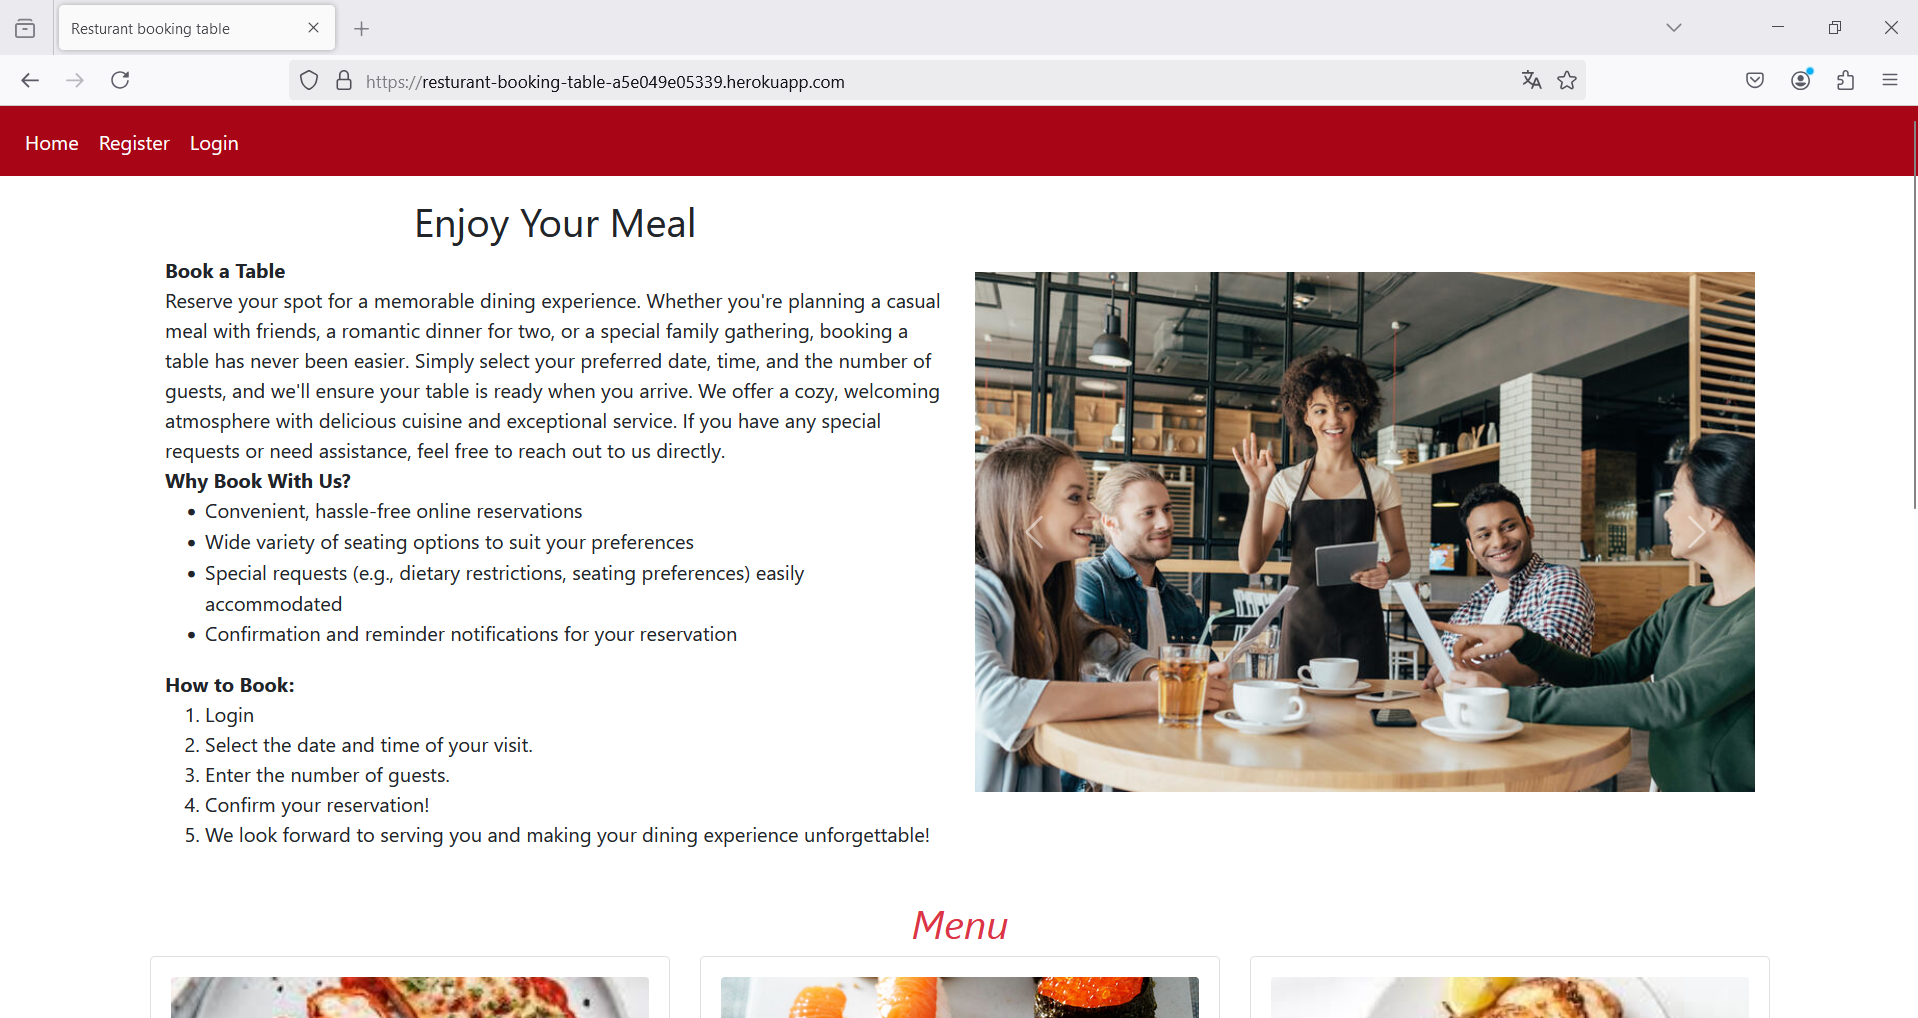 Resturant booking table
https://resturant-booking-table-a5e049e05339.herokuapp.com
Home Register Login
Enjoy Your Meal
Book a Table
Reserve your spot for a memorable dining experience. Whether you're planning a casual
meal with friends, a romantic dinner for two, or a special family gathering, booking a
table has never been easier. Simply select your preferred date, time, and the number of
guests, and we'll ensure your table is ready when you arrive. We offer a cozy, welcoming
atmosphere with delicious cuisine and exceptional service. If you have any special
requests or need assistance, feel free to reach out to us directly.
Why Book With Us?
• Convenient, hassle-free online reservations
• Wide variety of seating options to suit your preferences
• Special requests (e.g., dietary restrictions, seating preferences) easily
accommodated
• Confirmation and reminder notifications for your reservation
How to Book:
1. Login
2. Select the date and time of your visit.
3. Enter the number of guests.
4. Confirm your reservation!
5. We look forward to serving you and making your dining experience unforgettable!
Menu